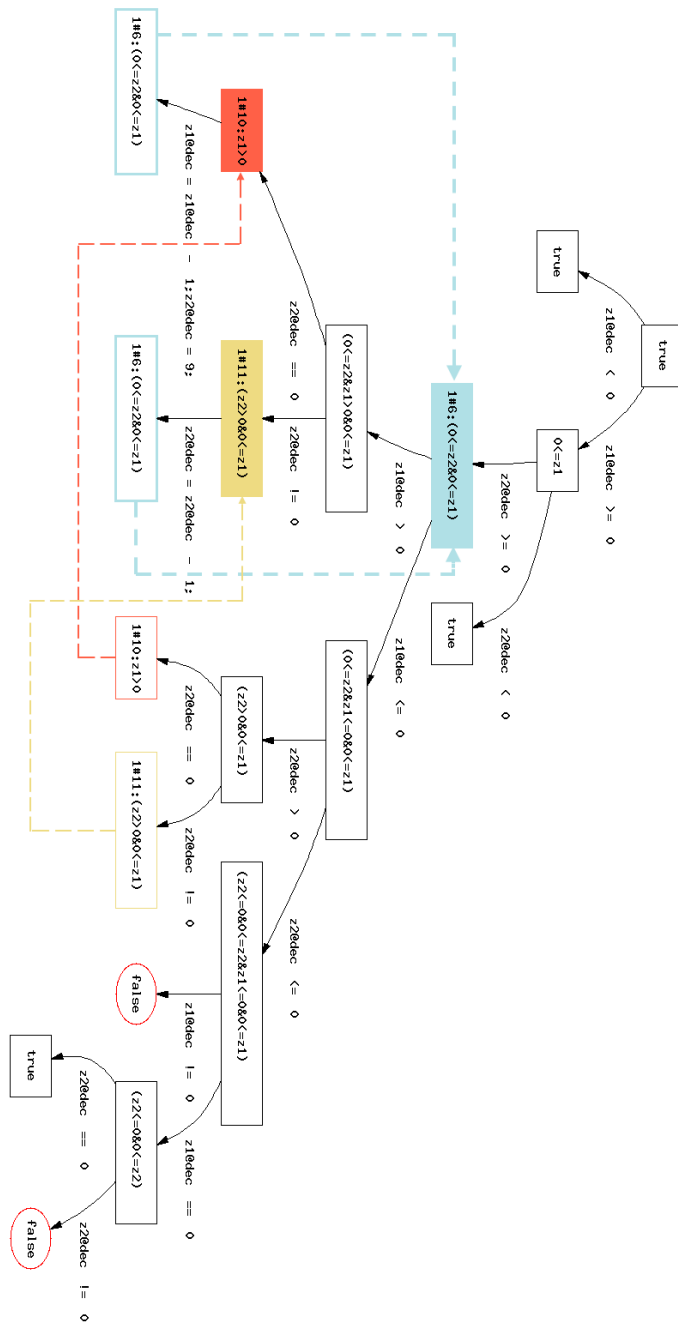 true
z1@dec < 0
z1@dec >= 0
true
0<=z1
z2@dec >= 0
z2@dec < 0
1#6:(0<=z2&0<=z1)
true
z1@dec > 0
z1@dec <= 0
(0<=z2&z1>0&0<=z1)
(0<=z2&z1<=0&0<=z1)
z2@dec == 0
z2@dec != 0
z2@dec > 0
z2@dec <= 0
1#10:z1>0
1#11:(z2>0&0<=z1)
(z2>0&0<=z1)
(z2<=0&0<=z2&z1<=0&0<=z1)
z1@dec = z1@dec - 1;z2@dec = 9;
z2@dec = z2@dec - 1;
z2@dec == 0
z2@dec != 0
z1@dec != 0
z1@dec == 0
1#6:(0<=z2&0<=z1)
1#6:(0<=z2&0<=z1)
1#10:z1>0
1#11:(z2>0&0<=z1)
false
(z2<=0&0<=z2)
z2@dec == 0
z2@dec != 0
true
false